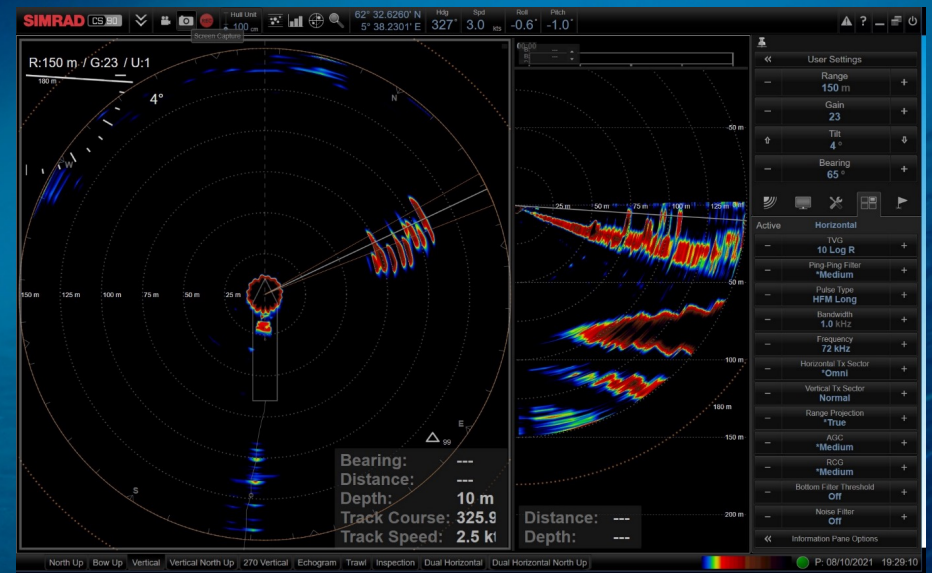 SIMRAD CS90
Hull Unit
100 cm
62° 32.6260' N
5° 38.2301' E
Hdg
327°
Spd
3.0 kts
Roll
-0.6°
Pitch
-1.0°
Screen Capture
R:150 m / G:23 / U:1
180 m
4°
N
W
S
E
150 m 125 m 100 m 75 m 50 m 25 m
99
Bearing: ---
Distance: ---
Depth: 10 m
Track Course: 325.9
Track Speed: 2.5 kt
-50 m
25 m 50 m 75 m 100 m 125 m
50 m
100 m
180 m
150 m
200 m
Distance: ---
Depth: ---
User Settings
Range
150 m
Gain
23
Tilt
4 °
Bearing
65 °
Active Horizontal
TVG
10 Log R
Ping-Ping Filter
*Medium
Pulse Type
HFM Long
Bandwidth
1.0 kHz
Frequency
72 kHz
Horizontal Tx Sector
*Omni
Vertical Tx Sector
Normal
Range Projection
*True
AGC
*Medium
RCG
*Medium
Bottom Filter Threshold
Off
Noise Filter
Off
Information Pane Options
North Up Bow Up Vertical Vertical North Up 270 Vertical Echogram Trawl Inspection Dual Horizontal Dual Horizontal North Up
P: 08/10/2021 19:29:10